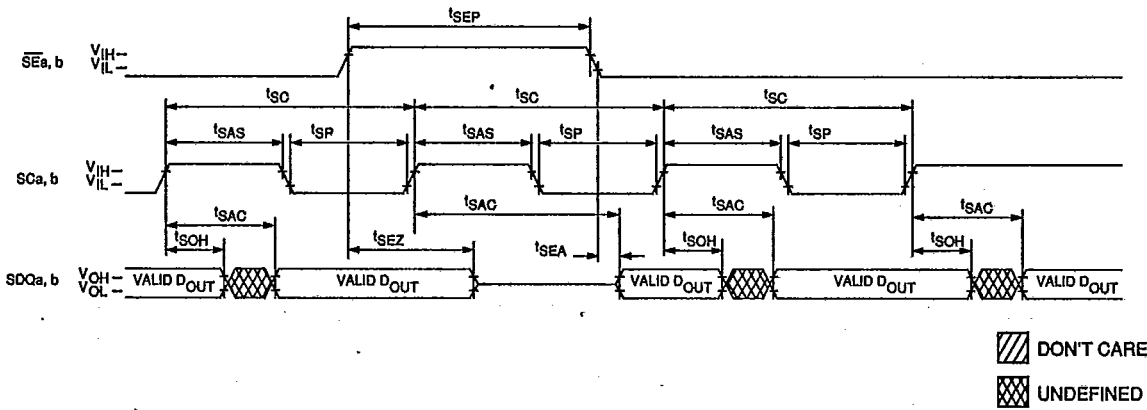 tSEP
SEa, b
VIH
VIL
tSC tSC tSC
tSAS tSP tSAS tSP tSAS tSP
SCa, b
VIH
VIL
tSAC tSAC tSAC tSAC
tSOH tSEZ tSEA tSOH tSOH
SDQa, b
VOH
VOL
VALID DOUT VALID DOUT VALID DOUT VALID DOUT VALID DOUT
DON'T CARE
UNDEFINED